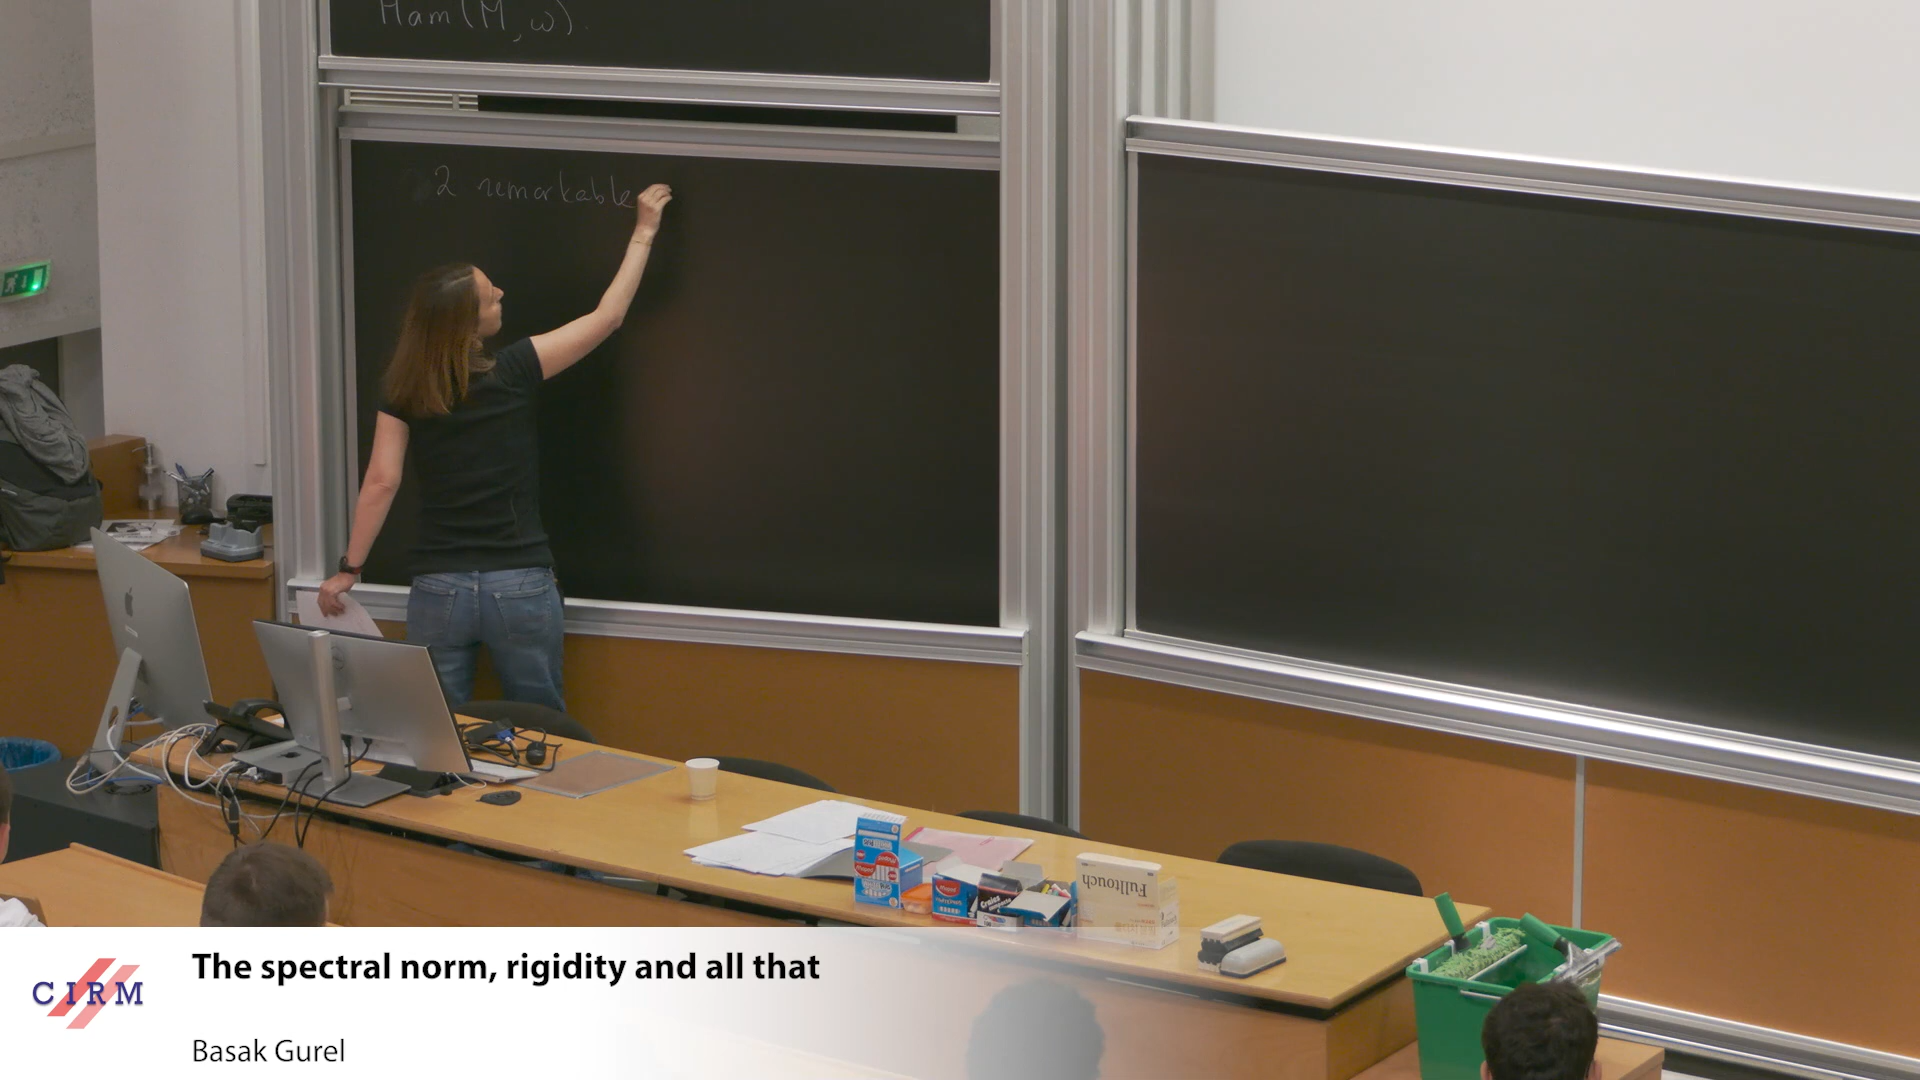 Ham(M, ω).
2 remarkable
Fulltouch
CIRM
The spectral norm, rigidity and all that
Basak Gurel